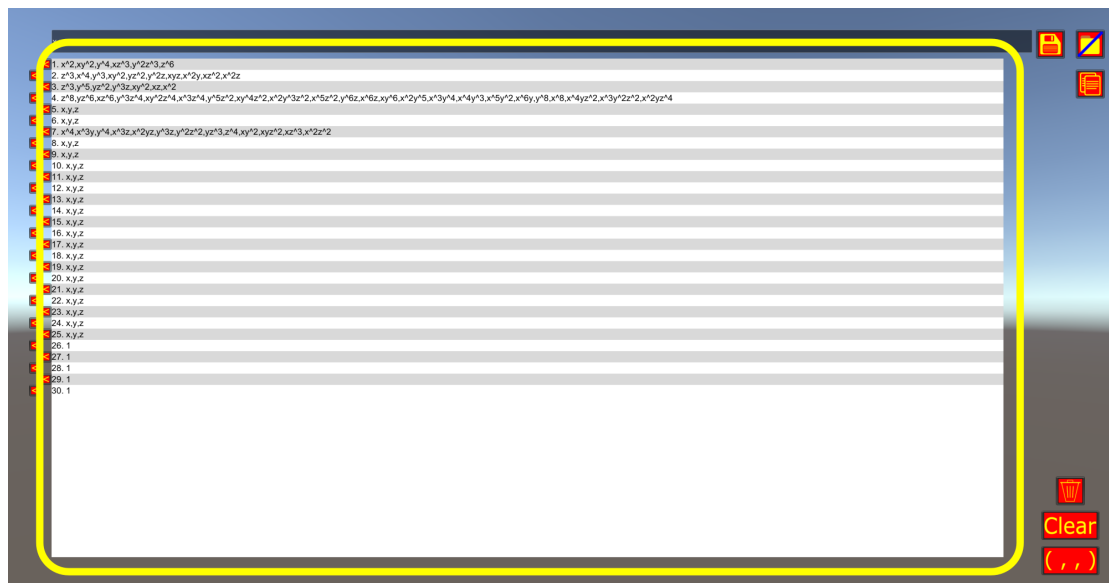 1. x^2,xy^2,y^4,xz^3,y^2z^3,z^6
2. z^3,x^4,y^3,xy^2,yz^2,y^2z,xyz,x^2y,xz^2,x^2z
3. z^3,y^5,yz^2,y^3z,xy^2,xz,x^2
4. z^8,yz^6,xz^6,y^3z^4,xy^2z^4,x^3z^4,y^5z^2,xy^4z^2,x^2y^3z^2,x^5z^2,y^6z,x^6z,xy^6,x^2y^5,x^3y^4,x^4y^3,x^5y^2,x^6y,y^8,x^8,x^4yz^2,x^3y^2z^2,x^2yz^4
5. x,y,z
6. x,y,z
7. x^4,x^3y,y^4,x^3z,x^2yz,y^3z,y^2z^2,yz^3,z^4,xy^2,xyz^2,xz^3,x^2z^2
8. x,y,z
9. x,y,z
10. x,y,z
11. x,y,z
12. x,y,z
13. x,y,z
14. x,y,z
15. x,y,z
16. x,y,z
17. x,y,z
18. x,y,z
19. x,y,z
20. x,y,z
21. x,y,z
22. x,y,z
23. x,y,z
24. x,y,z
25. x,y,z
26. 1
27. 1
28. 1
29. 1
30. 1
Clear
( , , )